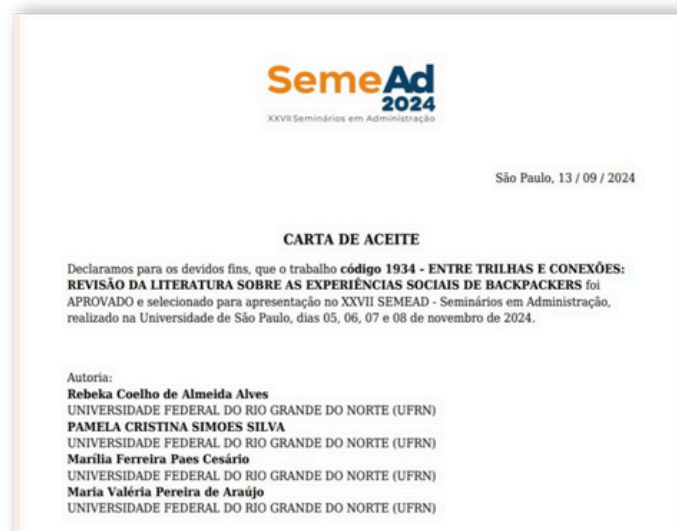 SemeAd
2024
XXVII Seminários em Administração
São Paulo, 13 / 09 / 2024
CARTA DE ACEITE
Declaramos para os devidos fins, que o trabalho código 1934 - ENTRE TRILHAS E CONEXÕES:
REVISÃO DA LITERATURA SOBRE AS EXPERIÊNCIAS SOCIAIS DE BACKPACKERS foi
APROVADO e selecionado para apresentação no XXVII SEMEAD - Seminários em Administração,
realizado na Universidade de São Paulo, dias 05, 06, 07 e 08 de novembro de 2024.
Autoria:
Rebeka Coelho de Almeida Alves
UNIVERSIDADE FEDERAL DO RIO GRANDE DO NORTE (UFRN)
PAMELA CRISTINA SIMOES SILVA
UNIVERSIDADE FEDERAL DO RIO GRANDE DO NORTE (UFRN)
Marília Ferreira Paes Cesário
UNIVERSIDADE FEDERAL DO RIO GRANDE DO NORTE (UFRN)
Maria Valéria Pereira de Araújo
UNIVERSIDADE FEDERAL DO RIO GRANDE DO NORTE (UFRN)